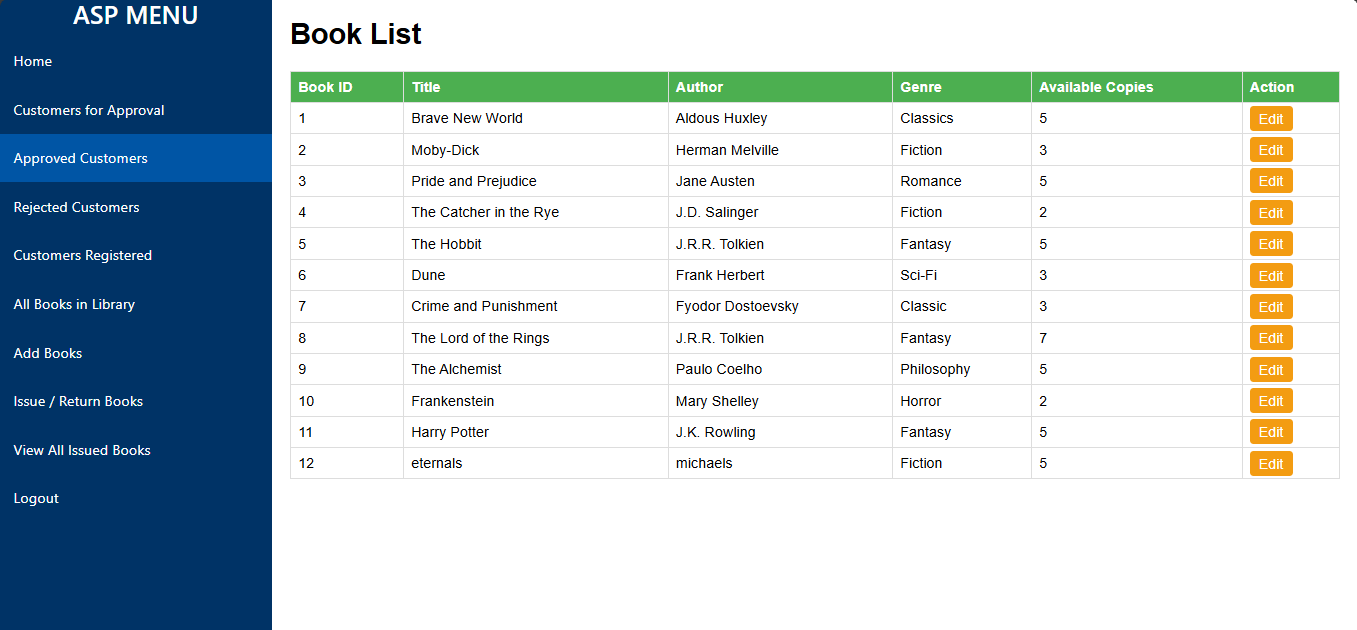 ASP MENU
Home
Customers for Approval
Approved Customers
Rejected Customers
Customers Registered
All Books in Library
Add Books
Issue / Return Books
View All Issued Books
Logout
Book List
Book ID Title Author Genre Available Copies Action
1 Brave New World Aldous Huxley Classics 5 Edit
2 Moby-Dick Herman Melville Fiction 3 Edit
3 Pride and Prejudice Jane Austen Romance 5 Edit
4 The Catcher in the Rye J.D. Salinger Fiction 2 Edit
5 The Hobbit J.R.R. Tolkien Fantasy 5 Edit
6 Dune Frank Herbert Sci-Fi 3 Edit
7 Crime and Punishment Fyodor Dostoevsky Classic 3 Edit
8 The Lord of the Rings J.R.R. Tolkien Fantasy 7 Edit
9 The Alchemist Paulo Coelho Philosophy 5 Edit
10 Frankenstein Mary Shelley Horror 2 Edit
11 Harry Potter J.K. Rowling Fantasy 5 Edit
12 eternals michaels Fiction 5 Edit